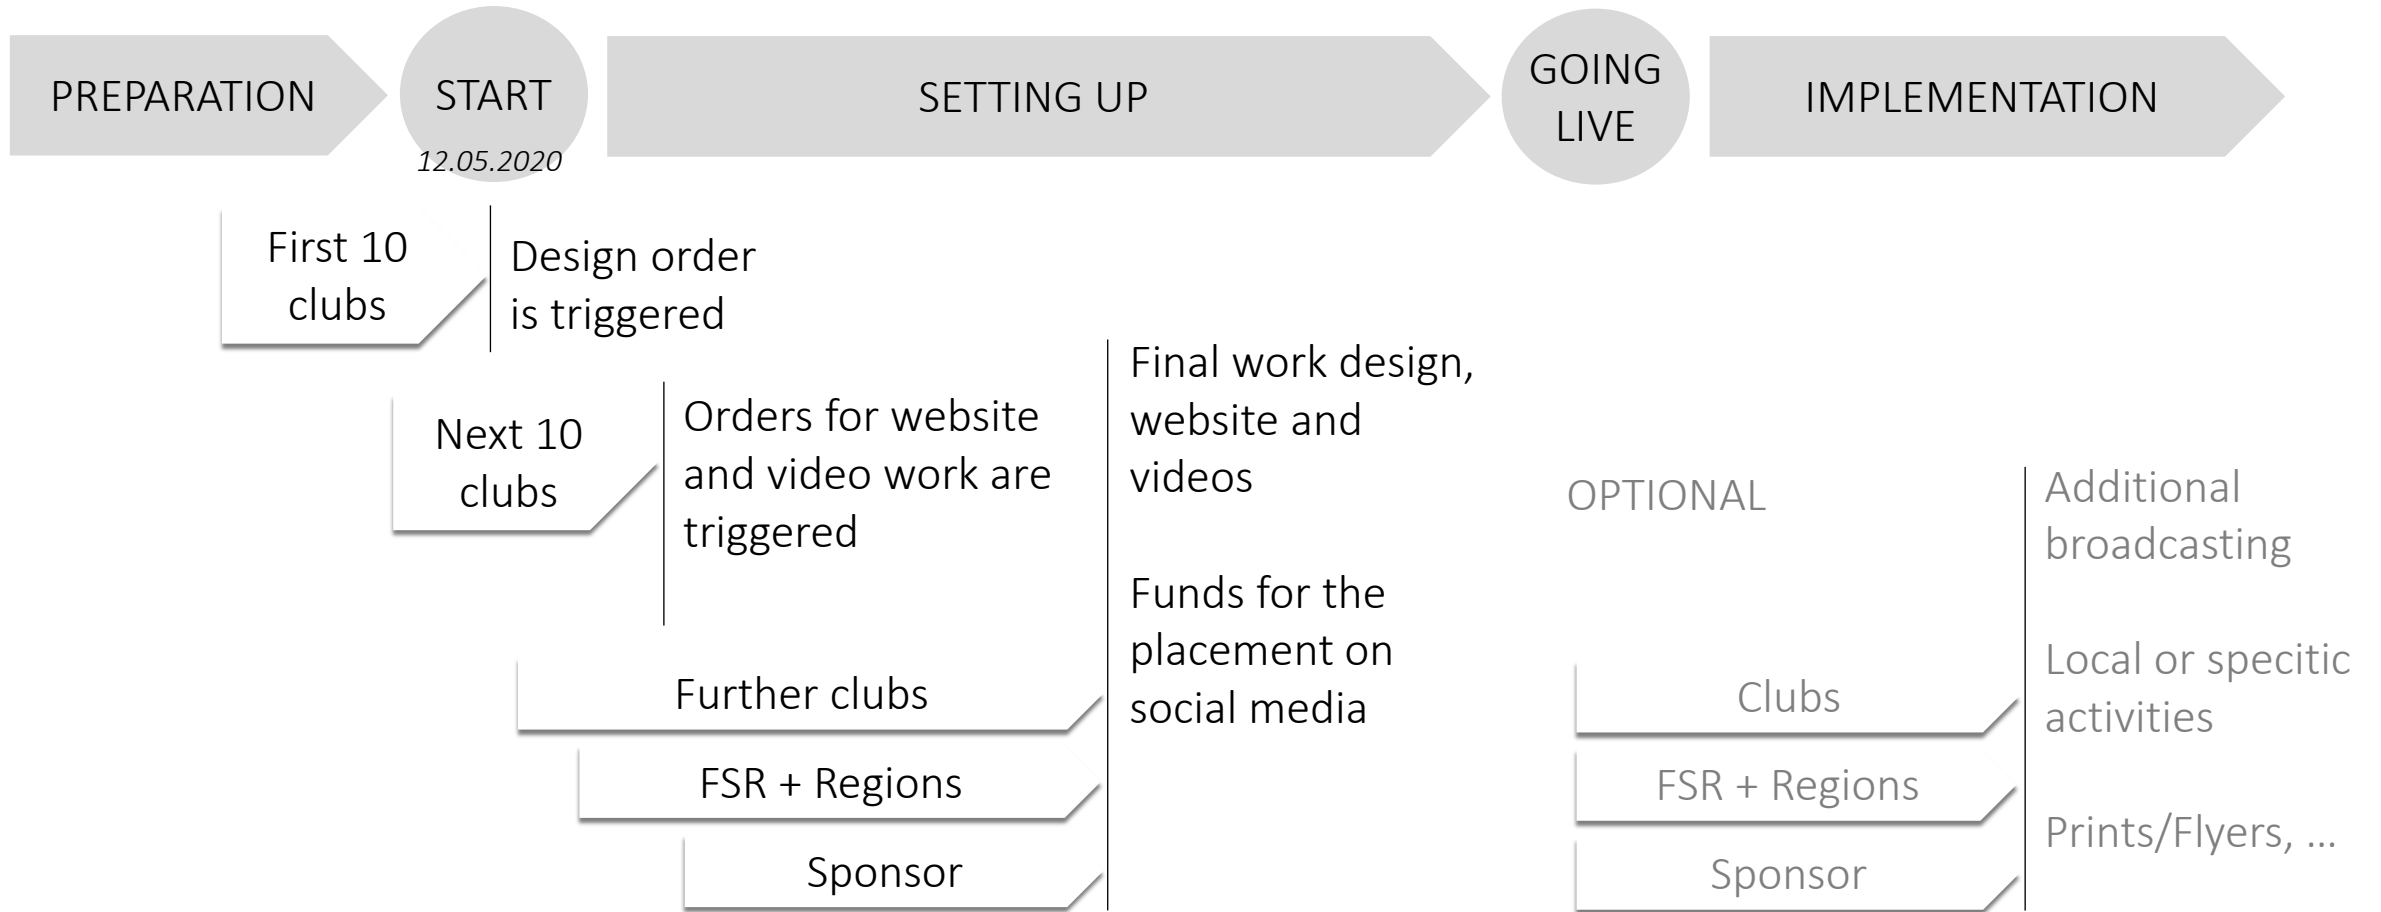 PREPARATION
START
12.05.2020
SETTING UP
GOING
LIVE
IMPLEMENTATION
First 10
clubs
Design order
is triggered
Next 10
clubs
Orders for website
and video work are
triggered
Final work design,
website and
videos
Funds for the
placement on
social media
Further clubs
FSR + Regions
Sponsor
OPTIONAL
Clubs
FSR + Regions
Sponsor
Additional
broadcasting
Local or specitic
activities
Prints/Flyers, ...